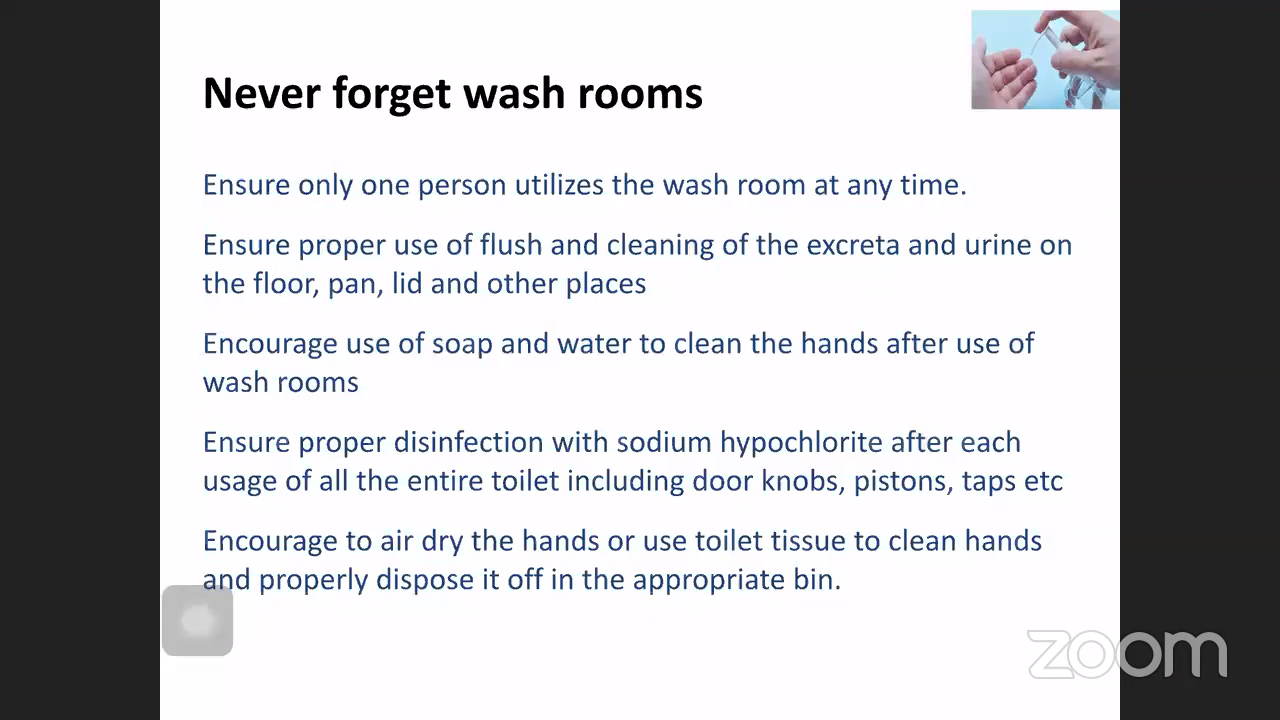 Never forget wash rooms
Ensure only one person utilizes the wash room at any time.
Ensure proper use of flush and cleaning of the excreta and urine on
the floor, pan, lid and other places
Encourage use of soap and water to clean the hands after use of
wash rooms
Ensure proper disinfection with sodium hypochlorite after each
usage of all the entire toilet including door knobs, pistons, taps etc
Encourage to air dry the hands or use toilet tissue to clean hands
and properly dispose it off in the appropriate bin.
zoom